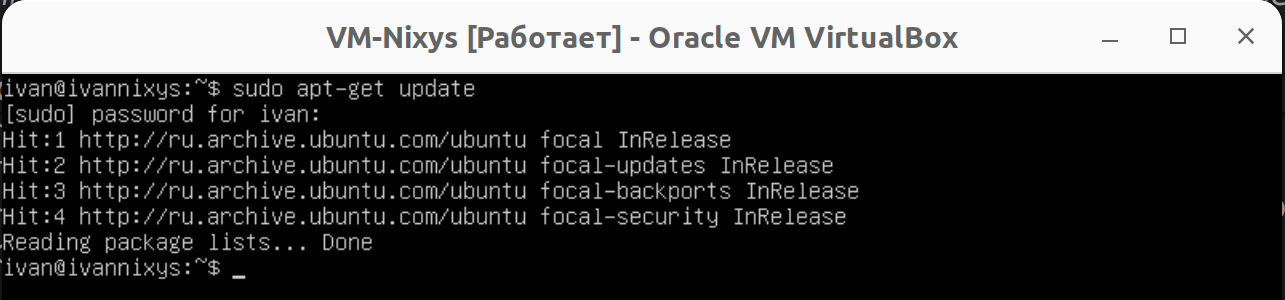 VM-Nixys [Работает] - Oracle VM VirtualBox
ivan@ivannixys:~$ sudo apt-get update
[sudo] password for ivan:
Hit:1 http://ru.archive.ubuntu.com/ubuntu focal InRelease
Hit:2 http://ru.archive.ubuntu.com/ubuntu focal-updates InRelease
Hit:3 http://ru.archive.ubuntu.com/ubuntu focal-backports InRelease
Hit:4 http://ru.archive.ubuntu.com/ubuntu focal-security InRelease
Reading package lists... Done
ivan@ivannixys:~$ _